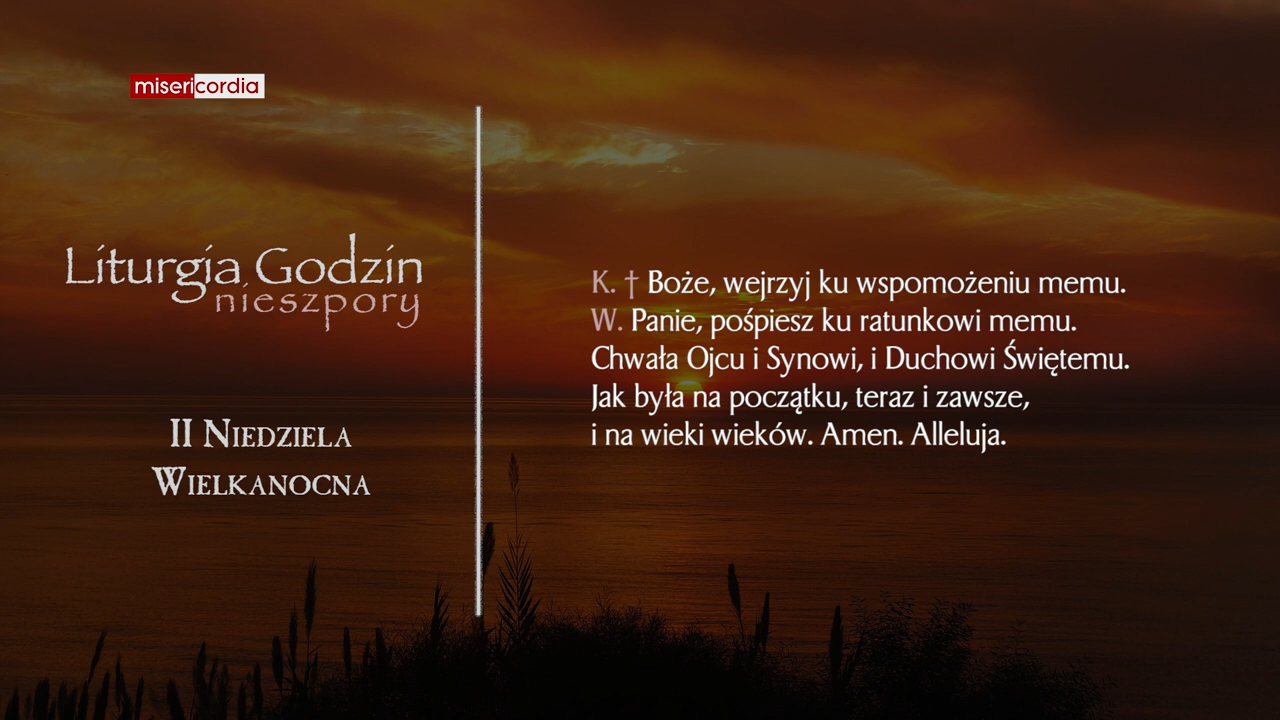 misericordia
Liturgia Godzin
nieszpory
II Niedziela
Wielkanocna
K. † Boże, wejrzyj ku wspomożeniu memu.
W. Panie, pośpiesz ku ratunkowi memu.
Chwała Ojcu i Synowi, i Duchowi Świętemu.
Jak była na początku, teraz i zawsze,
i na wieki wieków. Amen. Alleluja.